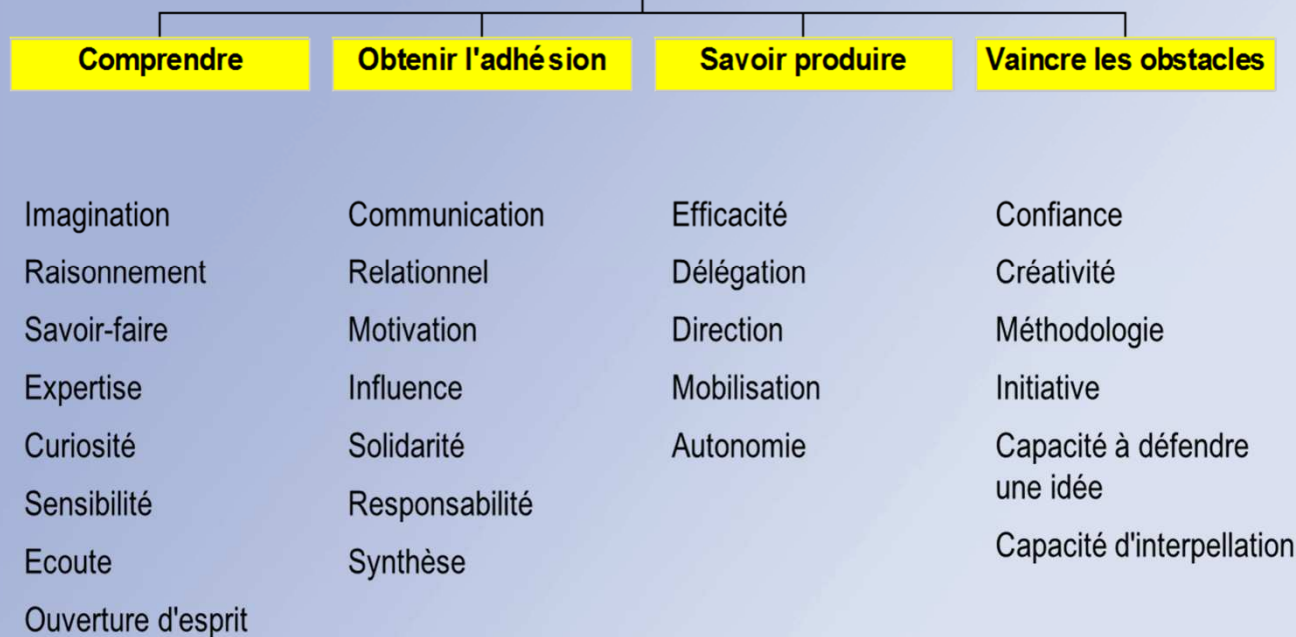 Comprendre
Obtenir l'adhésion
Savoir produire
Vaincre les obstacles
Imagination
Raisonnement
Savoir-faire
Expertise
Curiosité
Sensibilité
Ecoute
Ouverture d'esprit
Communication
Relationnel
Motivation
Influence
Solidarité
Responsabilité
Synthèse
Efficacité
Délégation
Direction
Mobilisation
Autonomie
Confiance
Créativité
Méthodologie
Initiative
Capacité à défendre
une idée
Capacité d'interpellation